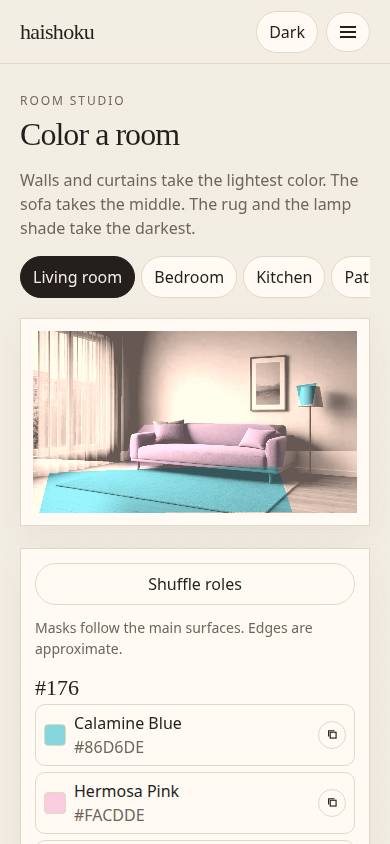 haishoku
Dark
ROOM STUDIO
Color a room
Walls and curtains take the lightest color. The
sofa takes the middle. The rug and the lamp
shade take the darkest.
Living room
Bedroom
Kitchen
Pat
Shuffle roles
Masks follow the main surfaces. Edges are
approximate.
#176
Calamine Blue
#86D6DE
Hermosa Pink
#FACDDE